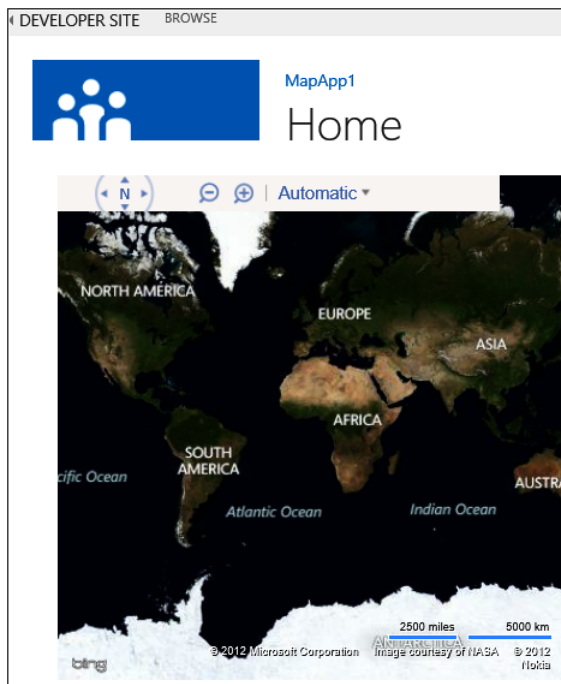 DEVELOPER SITE BROWSE
MapApp1
Home
N Automatic
NORTH AMERICA
EUROPE
ASIA
AFRICA
SOUTH
AMERICA
cific Ocean
AUSTRA
Atlantic Ocean
Indian Ocean
2500 miles 5000 km
ANTARCTICA
bing
© 2012 Microsoft Corporation Image courtesy of NASA © 2012
Nokia